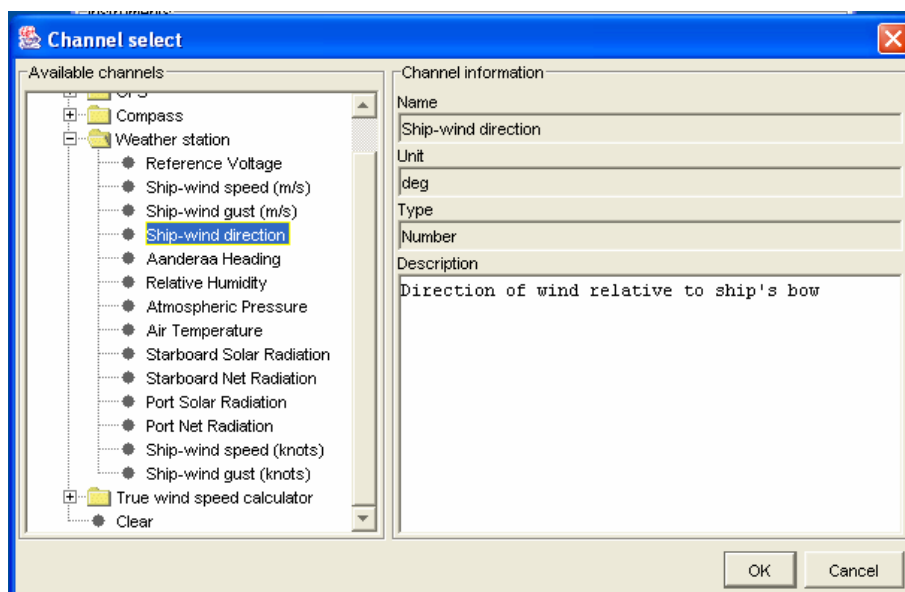 Instruments
Channel select
Available channels
GPS
Compass
Weather station
Reference Voltage
Ship-wind speed (m/s)
Ship-wind gust (m/s)
Ship-wind direction
Aanderaa Heading
Relative Humidity
Atmospheric Pressure
Air Temperature
Starboard Solar Radiation
Starboard Net Radiation
Port Solar Radiation
Port Net Radiation
Ship-wind speed (knots)
Ship-wind gust (knots)
True wind speed calculator
Clear
Channel information
Name
Ship-wind direction
Unit
deg
Type
Number
Description
Direction of wind relative to ship's bow
OK
Cancel